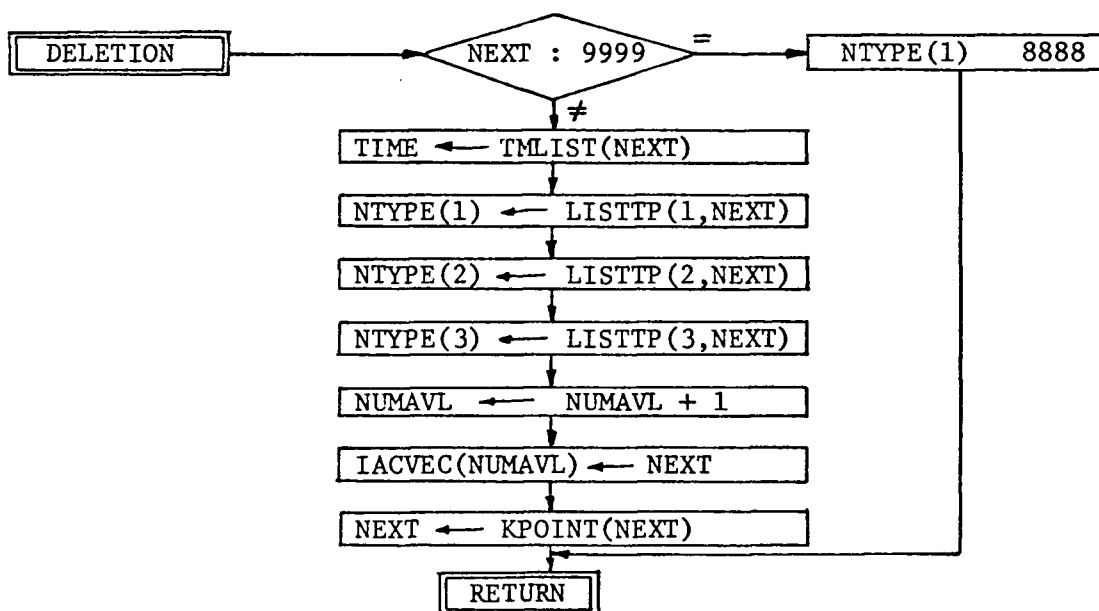 DELETION
NEXT : 9999
=
NTYPE(1) 8888
≠
TIME ← TMLIST(NEXT)
NTYPE(1) ← LISTTP(1,NEXT)
NTYPE(2) ← LISTTP(2,NEXT)
NTYPE(3) ← LISTTP(3,NEXT)
NUMAVL ← NUMAVL + 1
IACVEC(NUMAVL) ← NEXT
NEXT ← KPOINT(NEXT)
RETURN